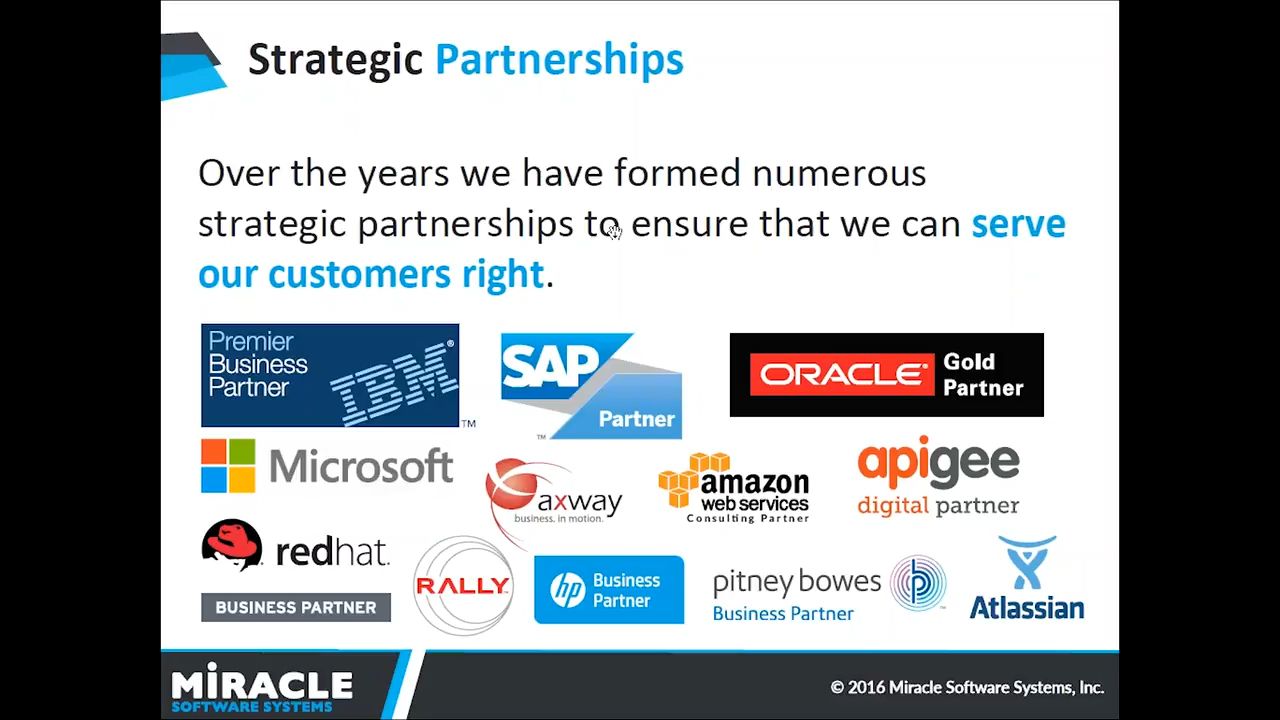 Strategic Partnerships
Over the years we have formed numerous
strategic partnerships to ensure that we can serve
our customers right.
Premier
Business
Partner
IBM®
™
SAP
Partner
™
ORACLE®
Gold
Partner
Microsoft
axway
business. in motion.
amazon
web services
Consulting Partner
apigee
digital partner
redhat.
BUSINESS PARTNER
RALLY
hp
Business
Partner
pitney bowes
Business Partner
Atlassian
MiRACLE
SOFTWARE SYSTEMS
© 2016 Miracle Software Systems, Inc.